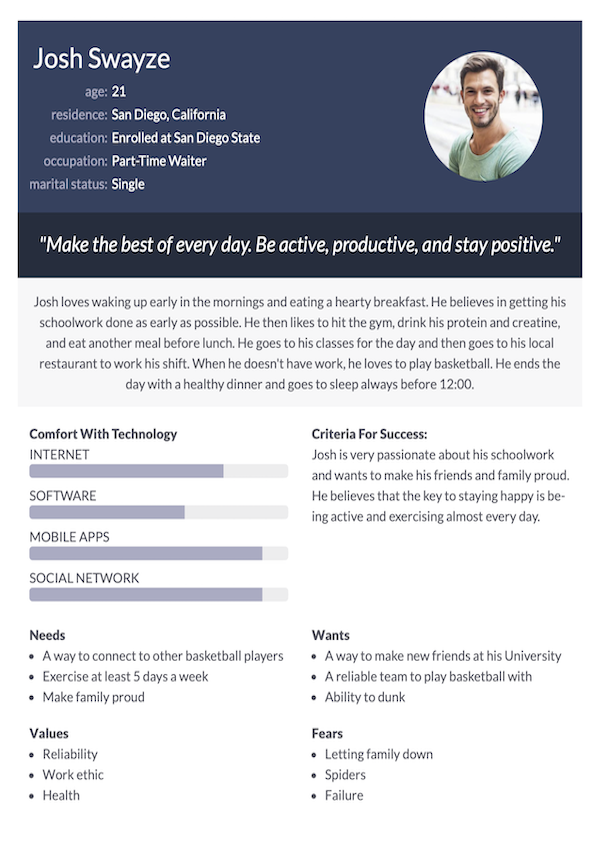 Josh Swayze
age: 21
residence: San Diego, California
education: Enrolled at San Diego State
occupation: Part-Time Waiter
marital status: Single
"Make the best of every day. Be active, productive, and stay positive."
Josh loves waking up early in the mornings and eating a hearty breakfast. He believes in getting his
schoolwork done as early as possible. He then likes to hit the gym, drink his protein and creatine,
and eat another meal before lunch. He goes to his classes for the day and then goes to his local
restaurant to work his shift. When he doesn't have work, he loves to play basketball. He ends the
day with a healthy dinner and goes to sleep always before 12:00.
Comfort With Technology
INTERNET
SOFTWARE
MOBILE APPS
SOCIAL NETWORK
Criteria For Success:
Josh is very passionate about his schoolwork
and wants to make his friends and family proud.
He believes that the key to staying happy is be-
ing active and exercising almost every day.
Needs
• A way to connect to other basketball players
• Exercise at least 5 days a week
• Make family proud
Wants
• A way to make new friends at his University
• A reliable team to play basketball with
• Ability to dunk
Values
• Reliability
• Work ethic
• Health
Fears
• Letting family down
• Spiders
• Failure